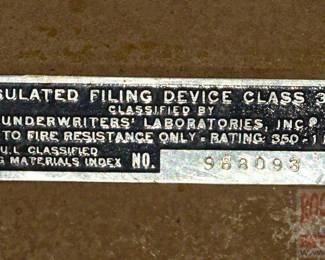 SULATED FILING DEVICE CLASS 3
CLASSIFIED BY
UNDERWRITERS' LABORATORIES, INC.®
TO FIRE RESISTANCE ONLY - RATING: 350-1
U.L CLASSIFIED
G MATERIALS INDEX NO. 988093